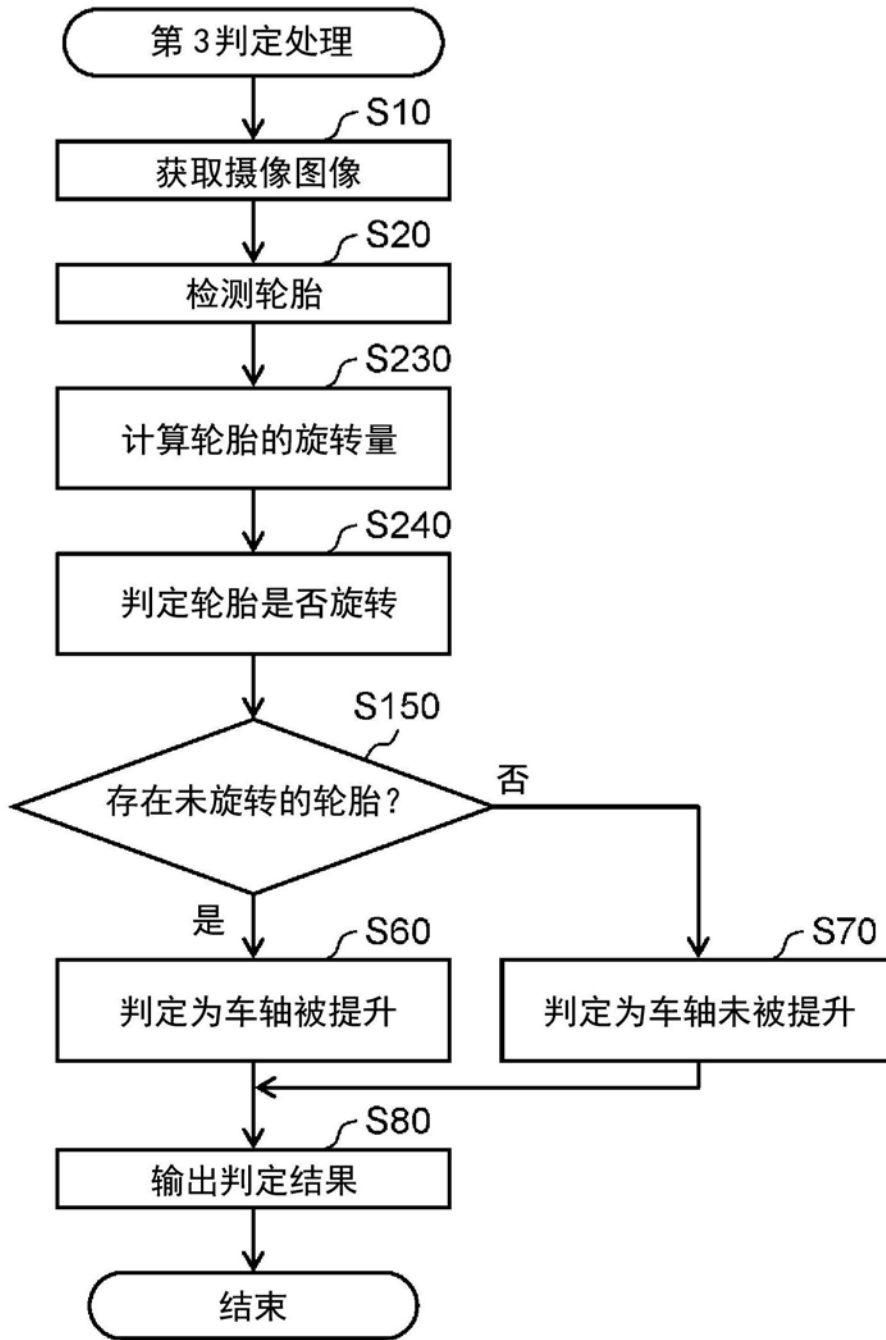 第3判定处理
S10
获取摄像图像
S20
检测轮胎
S230
计算轮胎的旋转量
S240
判定轮胎是否旋转
S150
存在未旋转的轮胎？
否
是
S60
判定为车轴被提升
S70
判定为车轴未被提升
S80
输出判定结果
结束